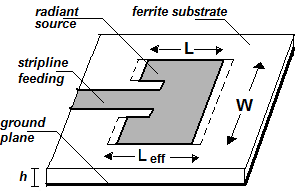 radiant
source
ferrite substrate
L
stripline
feeding
W
ground
plane
L eff
h